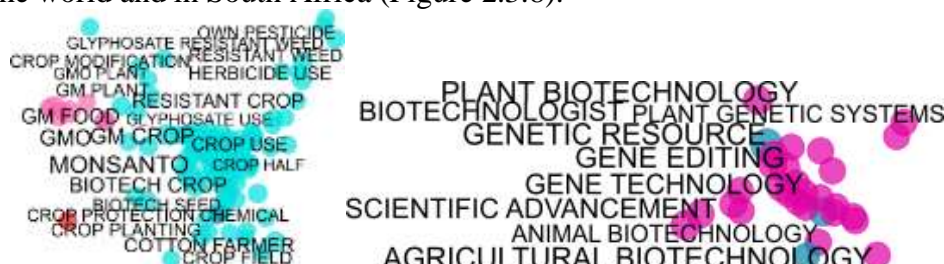 he world and in South Africa (Figure 2.3.8).
OWN PESTICIDE
GLYPHOSATE RESISTANT WEED
CROP MODIFICATION RESISTANT WEED
GMO PLANT HERBICIDE USE
GM PLANT
RESISTANT CROP
GM FOOD GLYPHOSATE USE
GMO GM CROP CROP USE
MONSANTO CROP HALF
BIOTECH CROP
BIOTECH SEED
CROP PROTECTION CHEMICAL
CROP PLANTING
COTTON FARMER
CROP FIELD
PLANT BIOTECHNOLOGY
BIOTECHNOLOGIST PLANT GENETIC SYSTEMS
GENETIC RESOURCE
GENE EDITING
GENE TECHNOLOGY
SCIENTIFIC ADVANCEMENT
ANIMAL BIOTECHNOLOGY
AGRICULTURAL BIOTECHNOLOGY